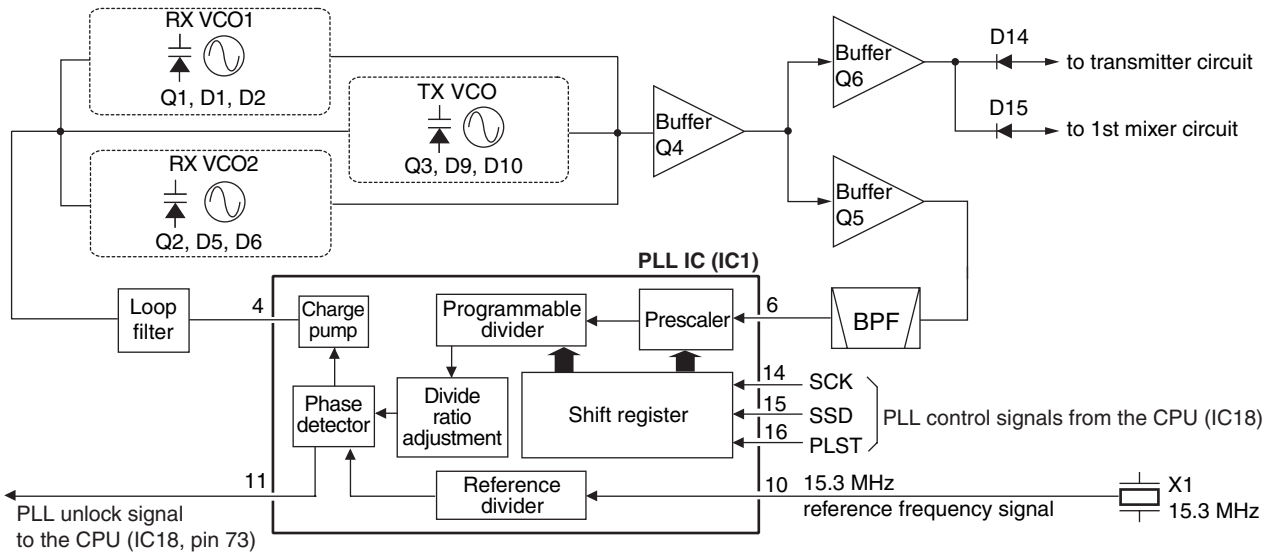 RX VCO1
Q1, D1, D2
TX VCO
Q3, D9, D10
RX VCO2
Q2, D5, D6
Buffer
Q4
Buffer
Q6
Buffer
Q5
D14
to transmitter circuit
D15
to 1st mixer circuit
PLL IC (IC1)
Loop
filter
4
Charge
pump
Programmable
divider
Prescaler
6
BPF
Phase
detector
Divide
ratio
adjustment
Shift register
14
SCK
15
SSD
16
PLST
PLL control signals from the CPU (IC18)
11
PLL unlock signal
to the CPU (IC18, pin 73)
Reference
divider
10
15.3 MHz
reference frequency signal
X1
15.3 MHz